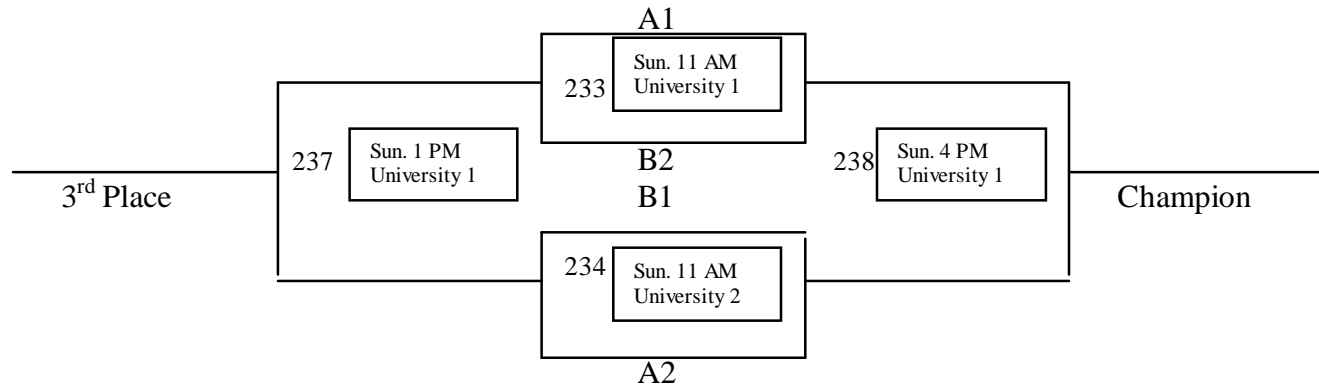 A1
Sun. 11 AM
University 1
233
237
Sun. 1 PM
University 1
B2
B1
238
Sun. 4 PM
University 1
3rd Place
Champion
234
Sun. 11 AM
University 2
A2